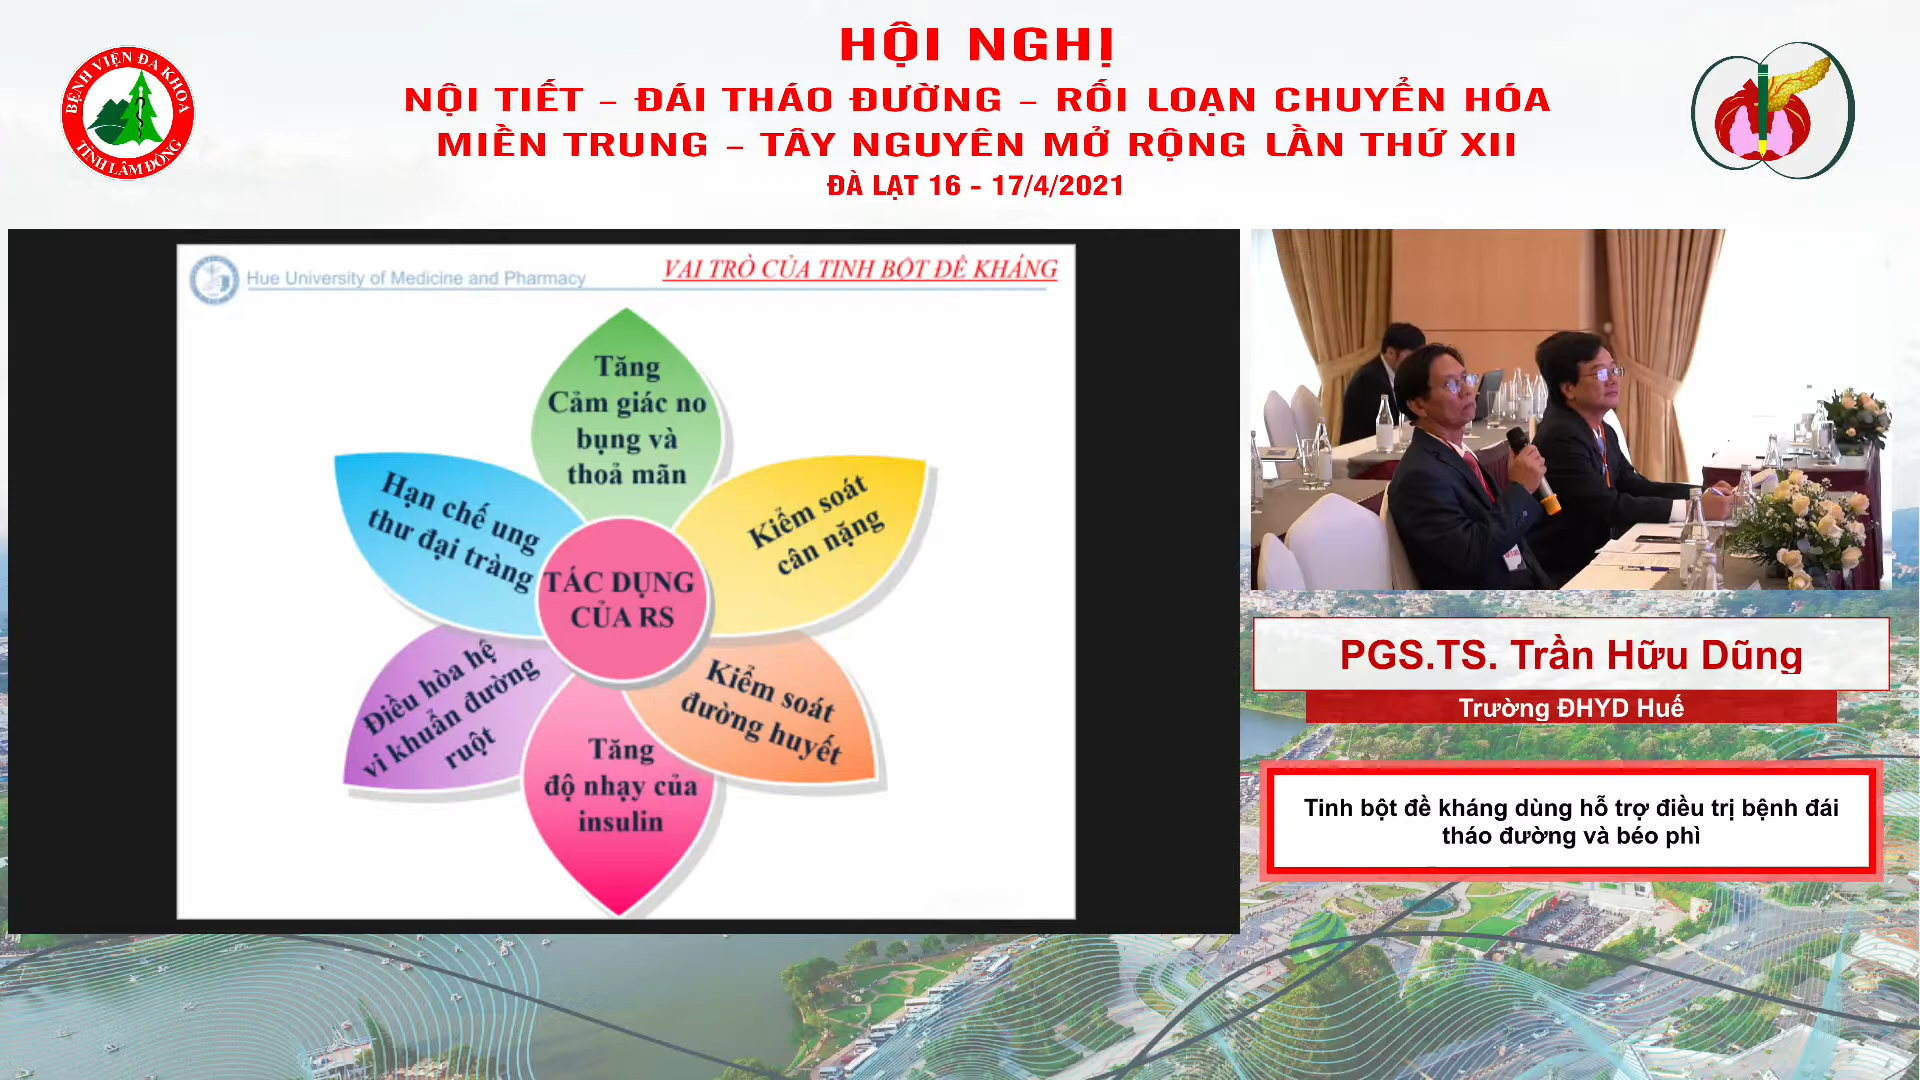 HỘI NGHỊ
NỘI TIẾT – ĐÁI THÁO ĐƯỜNG – RỐI LOẠN CHUYỂN HÓA
MIỀN TRUNG – TÂY NGUYÊN MỞ RỘNG LẦN THỨ XII
ĐÀ LẠT 16 - 17/4/2021
BỆNH VIỆN ĐA KHOA
TỈNH LÂM ĐỒNG
Hue University of Medicine and Pharmacy
VAI TRÒ CỦA TINH BỘT ĐỀ KHÁNG
Tăng
Cảm giác no
bụng và
thoả mãn
Kiểm soát
cân nặng
Kiểm soát
đường huyết
Tăng
độ nhạy của
insulin
Điều hòa hệ
vi khuẩn đường
ruột
Hạn chế ung
thư đại tràng
TÁC DỤNG
CỦA RS
PGS.TS. Trần Hữu Dũng
Trường ĐHYD Huế
Tinh bột đề kháng dùng hỗ trợ điều trị bệnh đái
tháo đường và béo phì